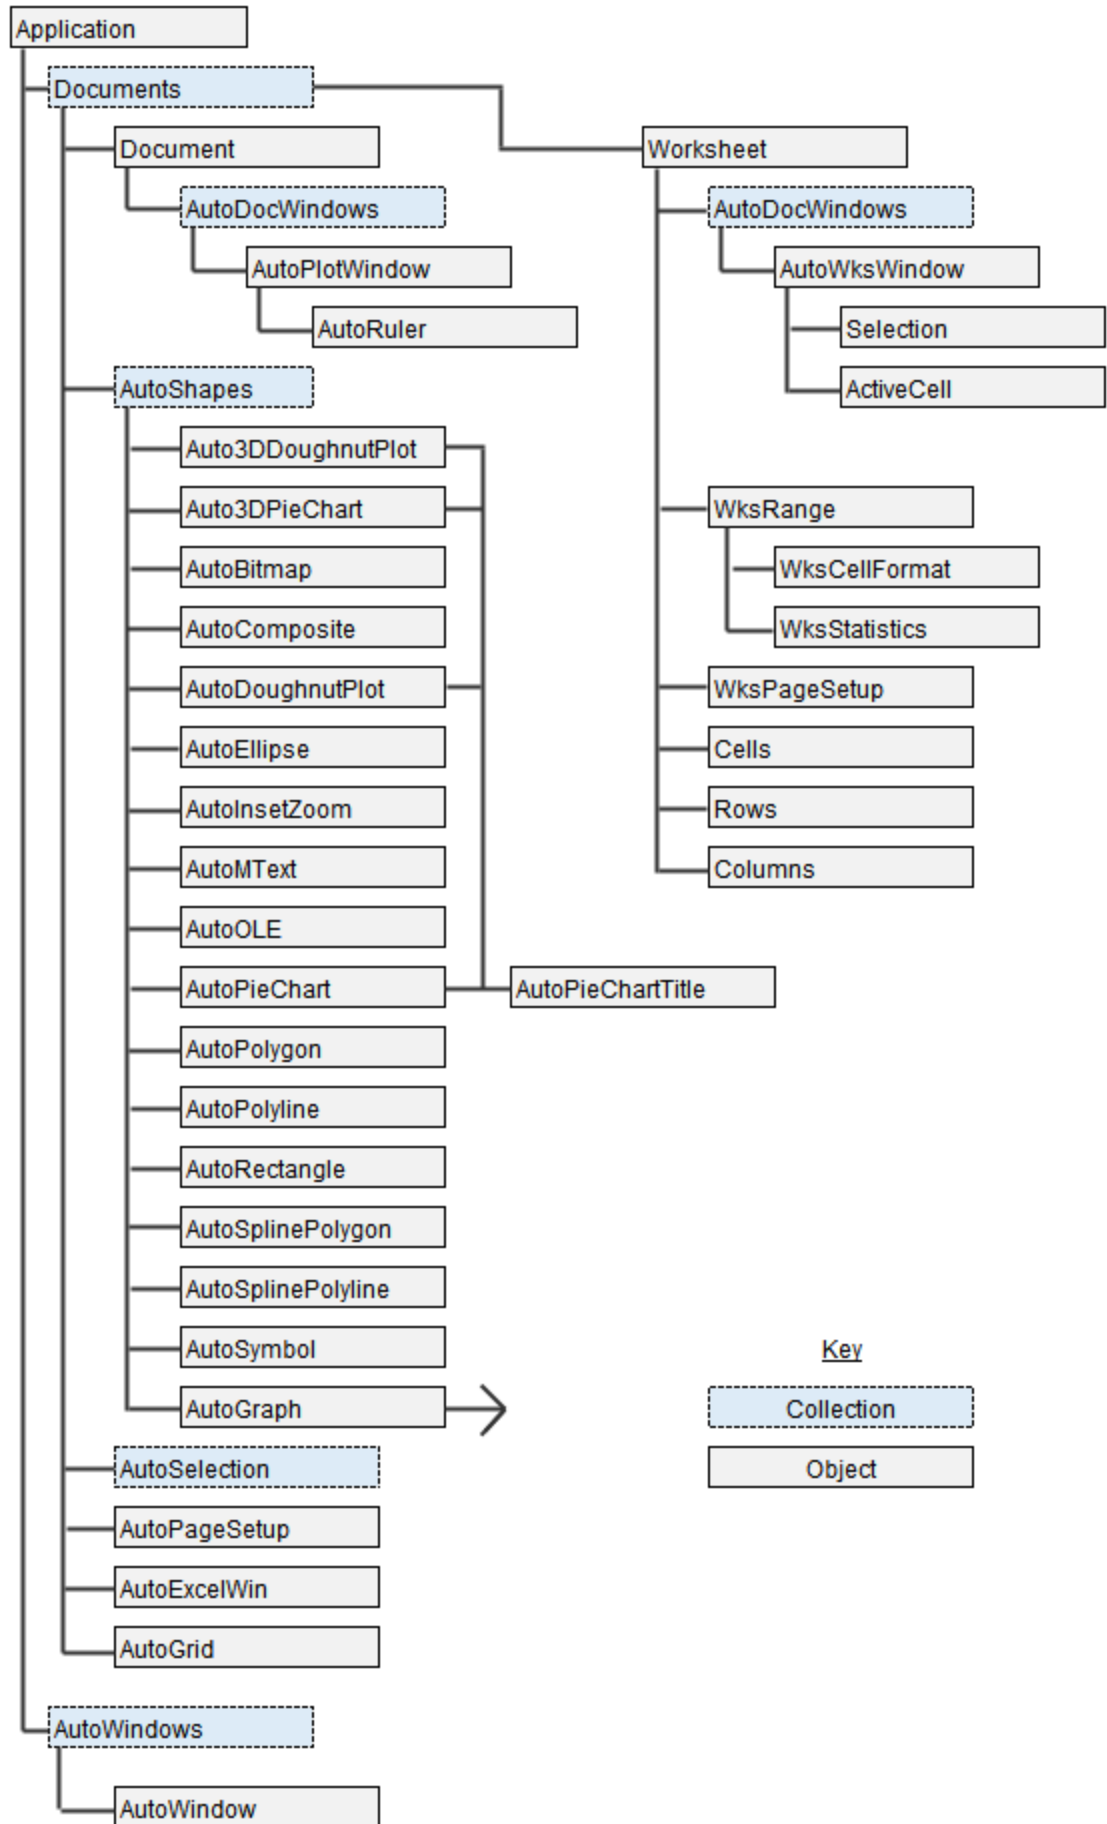 Application
Documents
Document
AutoDocWindows
AutoPlotWindow
AutoRuler
AutoShapes
Auto3DDoughnutPlot
Auto3DPieChart
AutoBitmap
AutoComposite
AutoDoughnutPlot
AutoEllipse
AutoInsetZoom
AutoMText
AutoOLE
AutoPieChart
AutoPieChartTitle
AutoPolygon
AutoPolyline
AutoRectangle
AutoSplinePolygon
AutoSplinePolyline
AutoSymbol
AutoGraph
AutoSelection
AutoPageSetup
AutoExcelWin
AutoGrid
AutoWindows
AutoWindow
Worksheet
AutoDocWindows
AutoWksWindow
Selection
ActiveCell
WksRange
WksCellFormat
WksStatistics
WksPageSetup
Cells
Rows
Columns
Key
Collection
Object